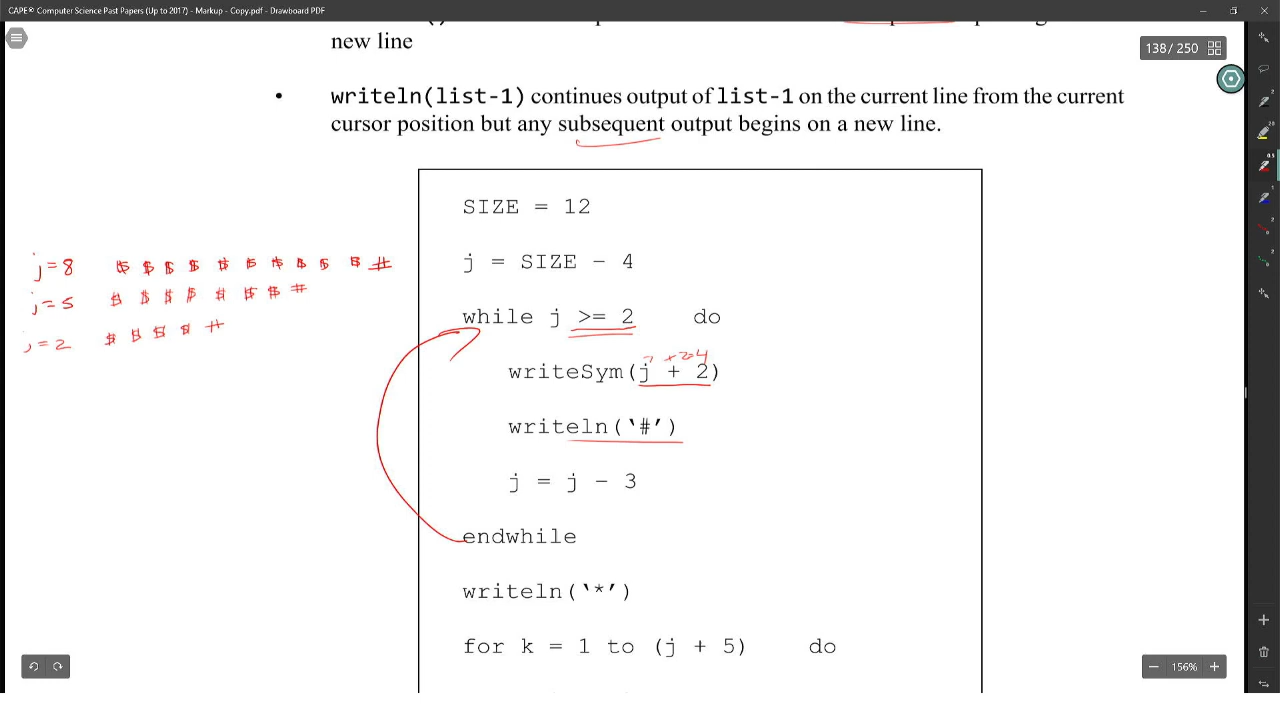 CAPE® Computer Science Past Papers (Up to 2017) - Markup - Copy.pdf - Drawboard PDF
new line
138/ 250
• writeln(list-1) continues output of list-1 on the current line from the current
cursor position but any subsequent output begins on a new line.
SIZE = 12
j = SIZE - 4
while j >= 2 do
writeSym(j + 2)
writeln(‘#’)
j = j - 3
endwhile
writeln(‘*’)
for k = 1 to (j + 5) do
j=8 $ $ $ $ $ $ $ $ $ $ #
j=5 $ $ $ $ $ $ $ #
j=2 $ $ $ $ #
+2=4
156%